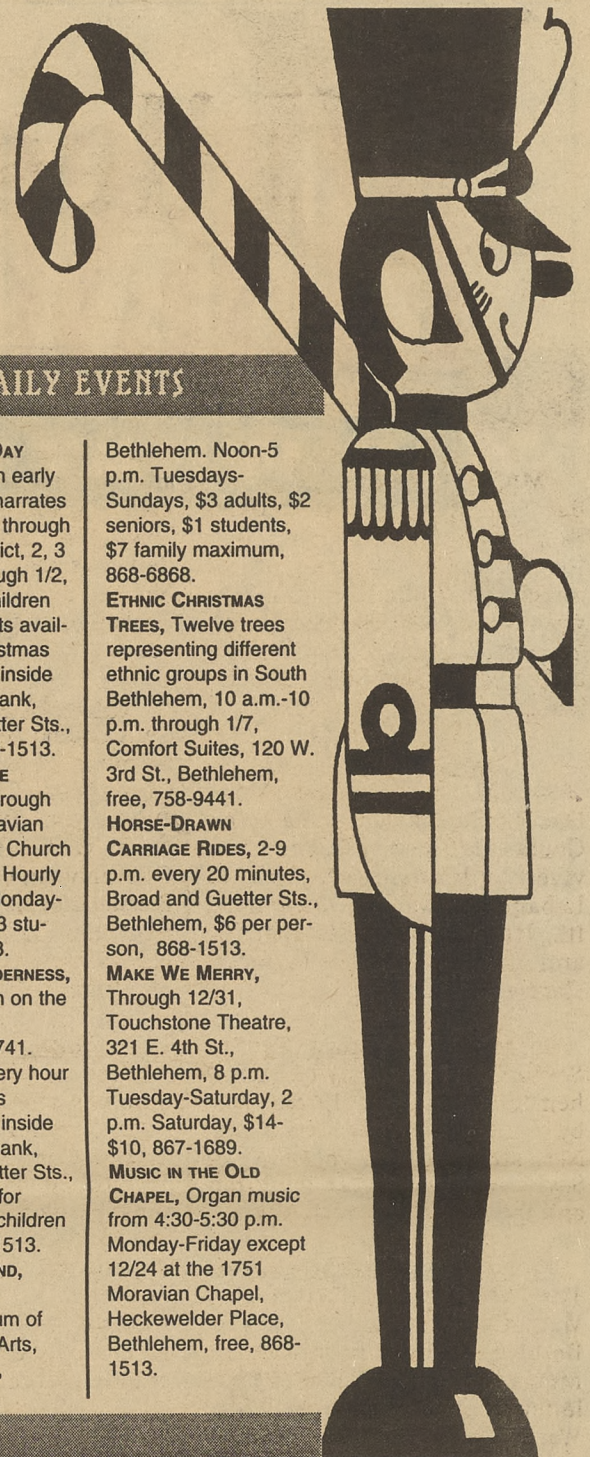 AILY EVENTS
AY
n early
narrates
through
ict, 2, 3
ugh 1/2,
ildren
ts avail-
stmas
inside
ank,
ter Sts.,
-1513.
E
rough
avian
Church
Hourly
onday-
3 stu-
3.
DERNESS,
n on the
741.
ery hour
s
inside
ank,
tter Sts.,
for
children
513.
ND,
um of
Arts,
Bethlehem. Noon-5
p.m. Tuesdays-
Sundays, $3 adults, $2
seniors, $1 students,
$7 family maximum,
868-6868.
ETHNIC CHRISTMAS
TREES, Twelve trees
representing different
ethnic groups in South
Bethlehem, 10 a.m.-10
p.m. through 1/7,
Comfort Suites, 120 W.
3rd St., Bethlehem,
free, 758-9441.
HORSE-DRAWN
CARRIAGE RIDES, 2-9
p.m. every 20 minutes,
Broad and Guetter Sts.,
Bethlehem, $6 per per-
son, 868-1513.
MAKE WE MERRY,
Through 12/31,
Touchstone Theatre,
321 E. 4th St.,
Bethlehem, 8 p.m.
Tuesday-Saturday, 2
p.m. Saturday, $14-
$10, 867-1689.
MUSIC IN THE OLD
CHAPEL, Organ music
from 4:30-5:30 p.m.
Monday-Friday except
12/24 at the 1751
Moravian Chapel,
Heckewelder Place,
Bethlehem, free, 868-
1513.